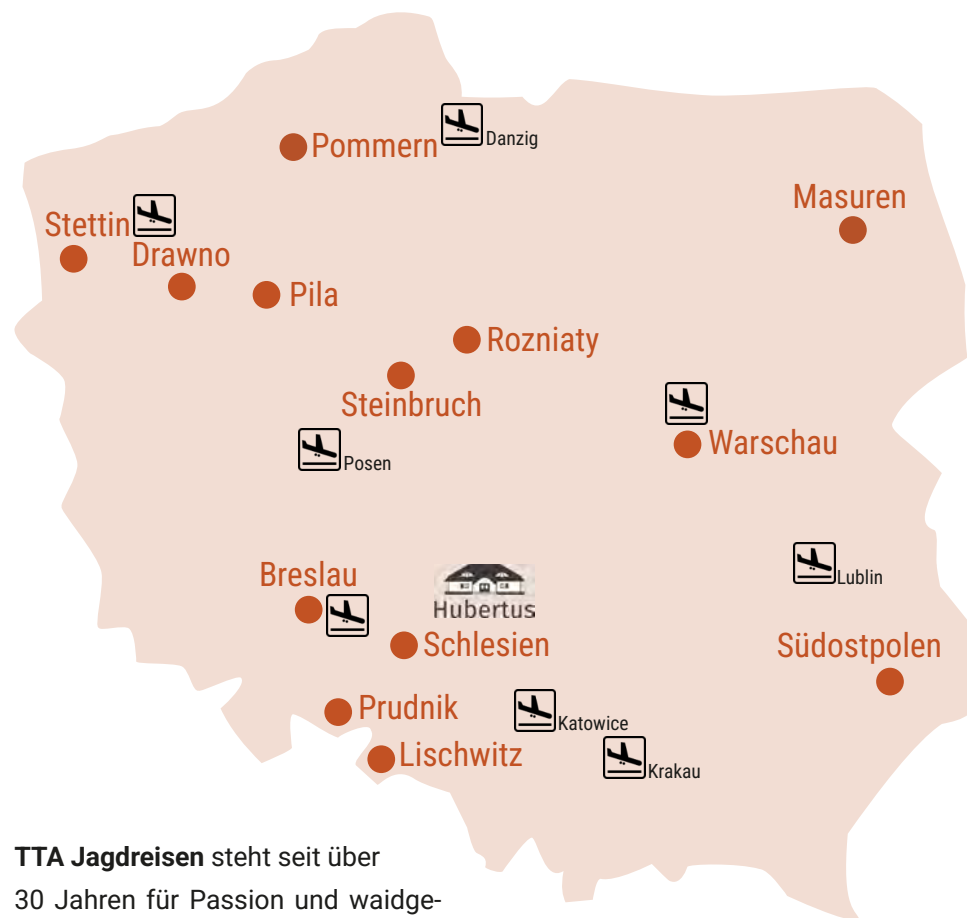 Pommern
Danzig
Masuren
Stettin
Drawno
Pila
Rozniaty
Steinbruch
Warschau
Posen
Lublin
Breslau
Hubertus
Schlesien
Südostpolen
Prudnik
Katowice
Lischwitz
Krakau
TTA Jagdreisen steht seit über
30 Jahren für Passion und waidge-